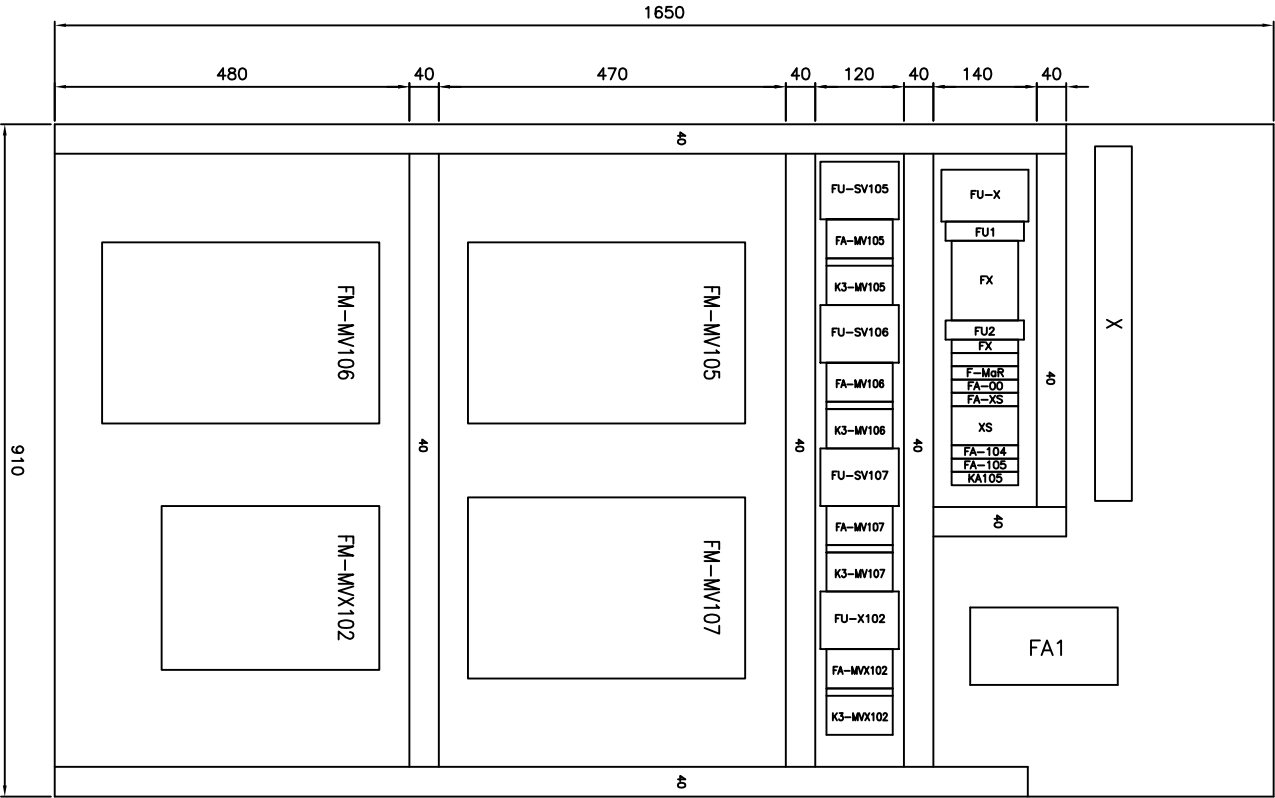 1650
480
40
470
40
120
40
140
40
40
FU-SV105
FU-X
FU1
FA-MV105
FX
K3-MV105
FM-MV106
FM-MV105
FU-SV106
X
FU2
FX
F-MaR
FA-00
FA-XS
40
FA-MV106
XS
K3-MV106
40
40
40
FA-104
FA-105
KA105
910
FU-SV107
40
FA-MV107
K3-MV107
FM-MVX102
FM-MV107
FU-X102
FA1
FA-MVX102
K3-MVX102
40